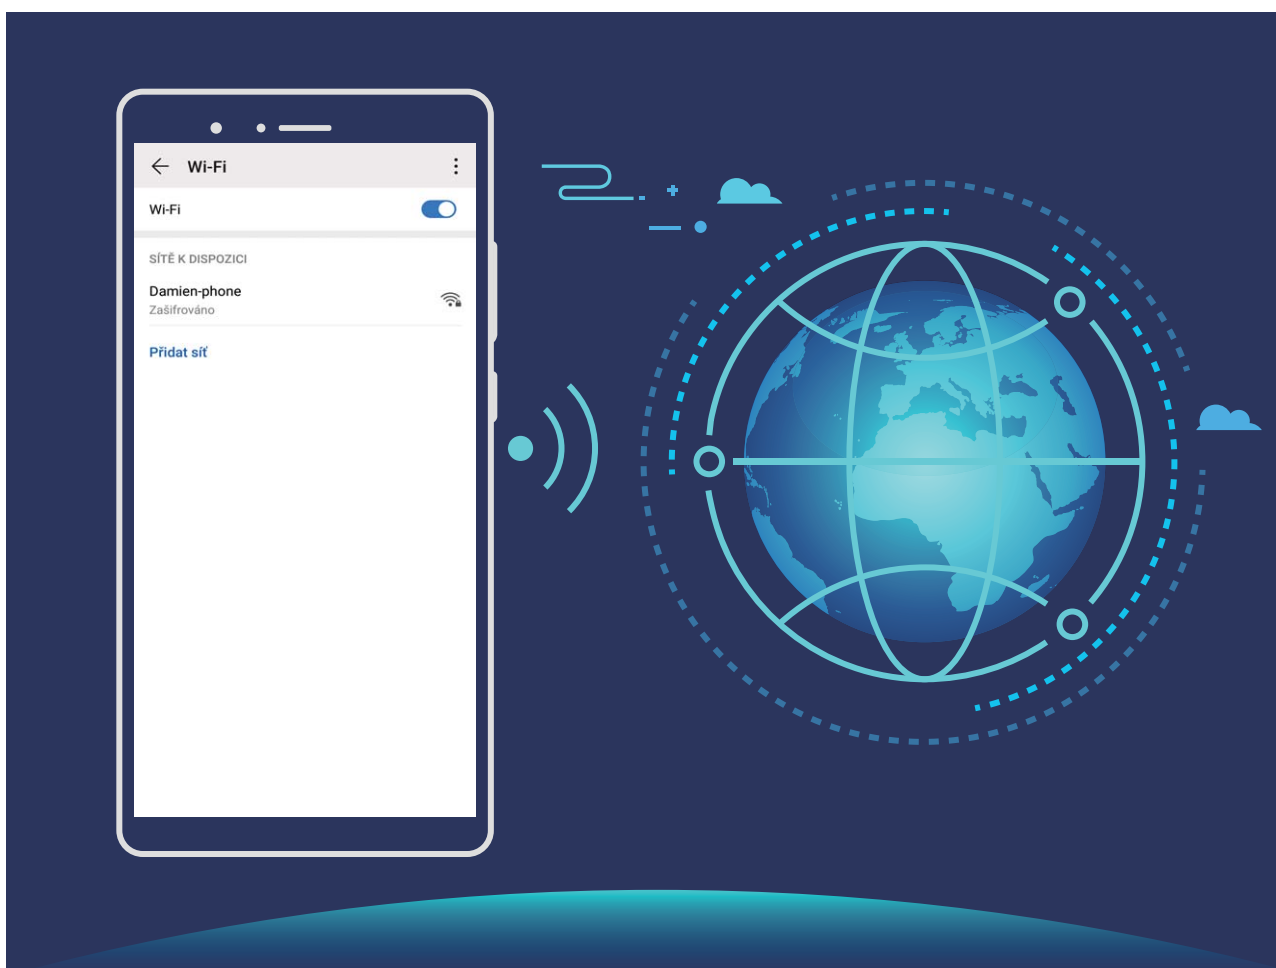 Wi-Fi
Wi-Fi
SÍTĚ K DISPOZICI
Damien-phone
Zašifrováno
Přidat síť